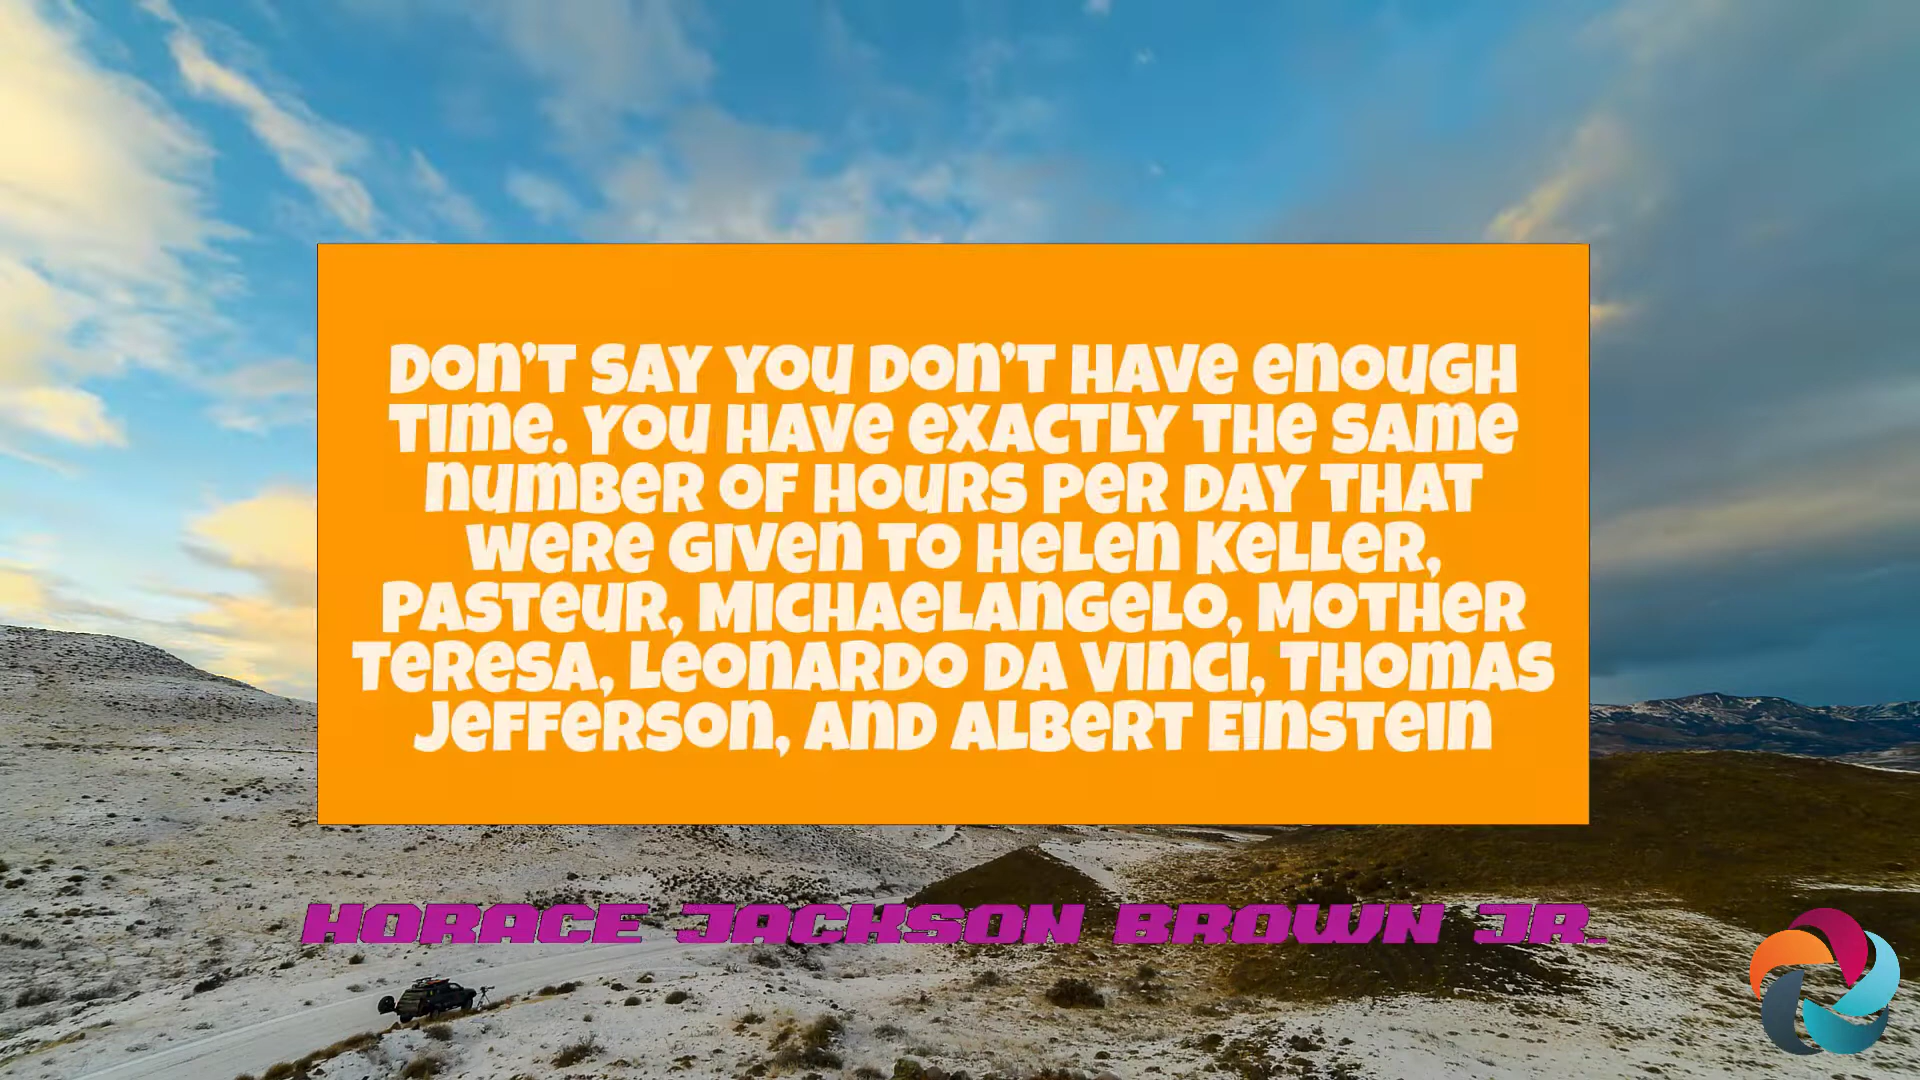 Don't say you don't have enough
time. You have exactly the same
number of hours per day that
were given to Helen Keller,
Pasteur, Michaelangelo, Mother
Teresa, Leonardo da Vinci, Thomas
Jefferson, and Albert Einstein
HORACE JACKSON BROWN JR.